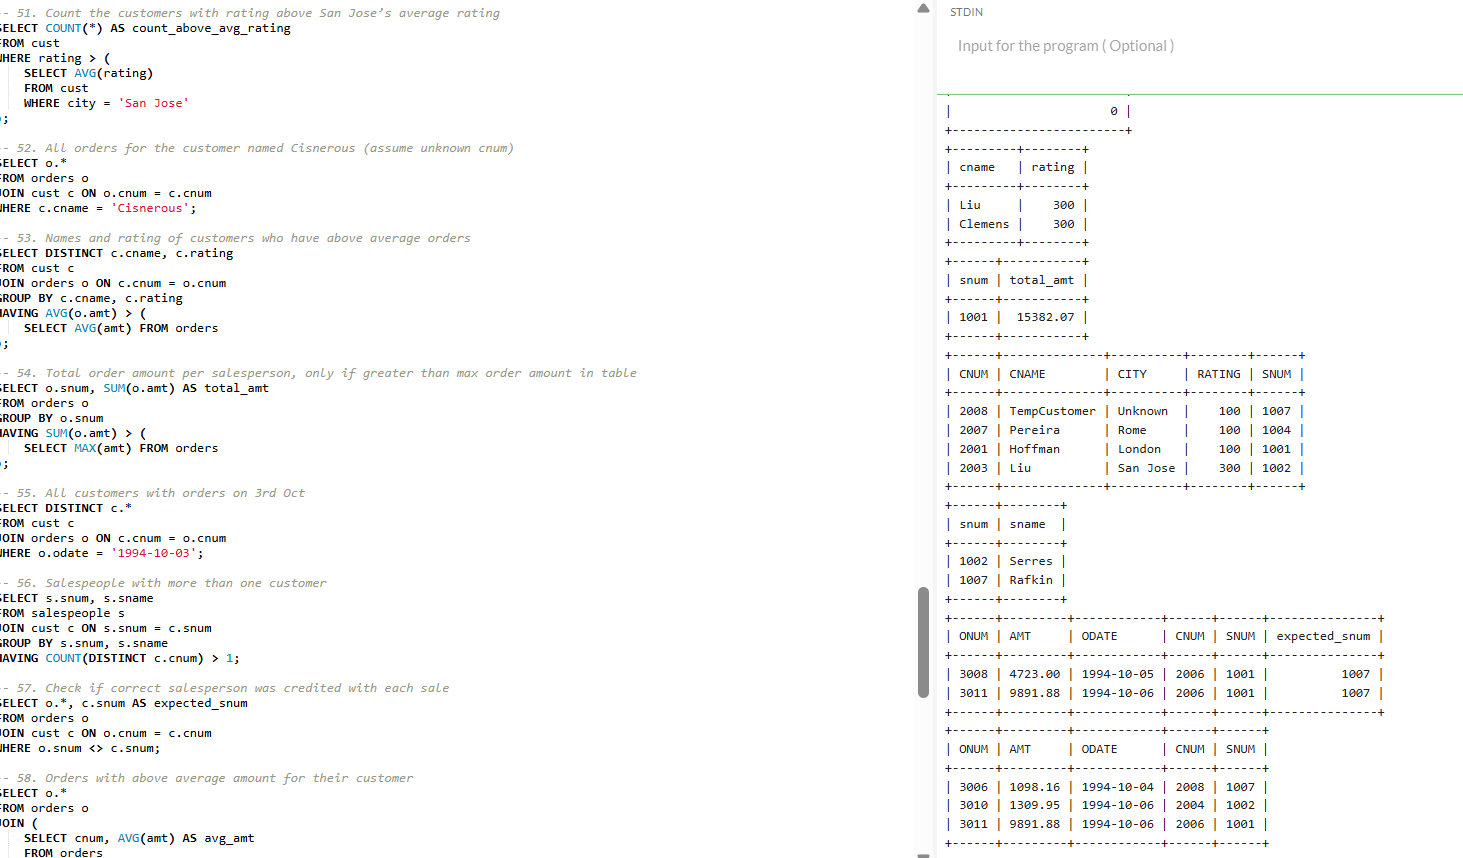 -- 51. Count the customers with rating above San Jose's average rating
SELECT COUNT(*) AS count_above_avg_rating
FROM cust
WHERE rating > (
SELECT AVG(rating)
FROM cust
WHERE city = 'San Jose'
);
-- 52. All orders for the customer named Cisnerous (assume unknown cnum)
SELECT o.*
FROM orders o
JOIN cust c ON o.cnum = c.cnum
WHERE c.cname = 'Cisnerous';
-- 53. Names and rating of customers who have above average orders
SELECT DISTINCT c.cname, c.rating
FROM cust c
JOIN orders o ON c.cnum = o.cnum
GROUP BY c.cname, c.rating
HAVING AVG(o.amt) > (
SELECT AVG(amt) FROM orders
);
-- 54. Total order amount per salesperson, only if greater than max order amount in table
SELECT o.snum, SUM(o.amt) AS total_amt
FROM orders o
GROUP BY o.snum
HAVING SUM(o.amt) > (
SELECT MAX(amt) FROM orders
);
-- 55. All customers with orders on 3rd Oct
SELECT DISTINCT c.*
FROM cust c
JOIN orders o ON c.cnum = o.cnum
WHERE o.odate = '1994-10-03';
-- 56. Salespeople with more than one customer
SELECT s.snum, s.sname
FROM salespeople s
JOIN cust c ON s.snum = c.snum
GROUP BY s.snum, s.sname
HAVING COUNT(DISTINCT c.cnum) > 1;
-- 57. Check if correct salesperson was credited with each sale
SELECT o.*, c.snum AS expected_snum
FROM orders o
JOIN cust c ON o.cnum = c.cnum
WHERE o.snum <> c.snum;
-- 58. Orders with above average amount for their customer
SELECT o.*
FROM orders o
JOIN (
SELECT cnum, AVG(amt) AS avg_amt
FROM orders
STDIN
Input for the program ( Optional )
| 0 |
+------------------------+
+---------+--------+
| cname | rating |
+---------+--------+
| Liu | 300 |
| Clemens | 300 |
+---------+--------+
+------+-----------+
| snum | total_amt |
+------+-----------+
| 1001 | 15382.07 |
+------+-----------+
+------+--------------+----------+--------+------+
| CNUM | CNAME | CITY | RATING | SNUM |
+------+--------------+----------+--------+------+
| 2008 | TempCustomer | Unknown | 100 | 1007 |
| 2007 | Pereira | Rome | 100 | 1004 |
| 2001 | Hoffman | London | 100 | 1001 |
| 2003 | Liu | San Jose | 300 | 1002 |
+------+--------------+----------+--------+------+
+------+--------+
| snum | sname |
+------+--------+
| 1002 | Serres |
| 1007 | Rafkin |
+------+--------+
+------+---------+------------+------+------+---------------+
| ONUM | AMT | ODATE | CNUM | SNUM | expected_snum |
+------+---------+------------+------+------+---------------+
| 3008 | 4723.00 | 1994-10-05 | 2006 | 1001 | 1007 |
| 3011 | 9891.88 | 1994-10-06 | 2006 | 1001 | 1007 |
+------+---------+------------+------+------+---------------+
+------+---------+------------+------+------+
| ONUM | AMT | ODATE | CNUM | SNUM |
+------+---------+------------+------+------+
| 3006 | 1098.16 | 1994-10-04 | 2008 | 1007 |
| 3010 | 1309.95 | 1994-10-06 | 2004 | 1002 |
| 3011 | 9891.88 | 1994-10-06 | 2006 | 1001 |
+------+---------+------------+------+------+